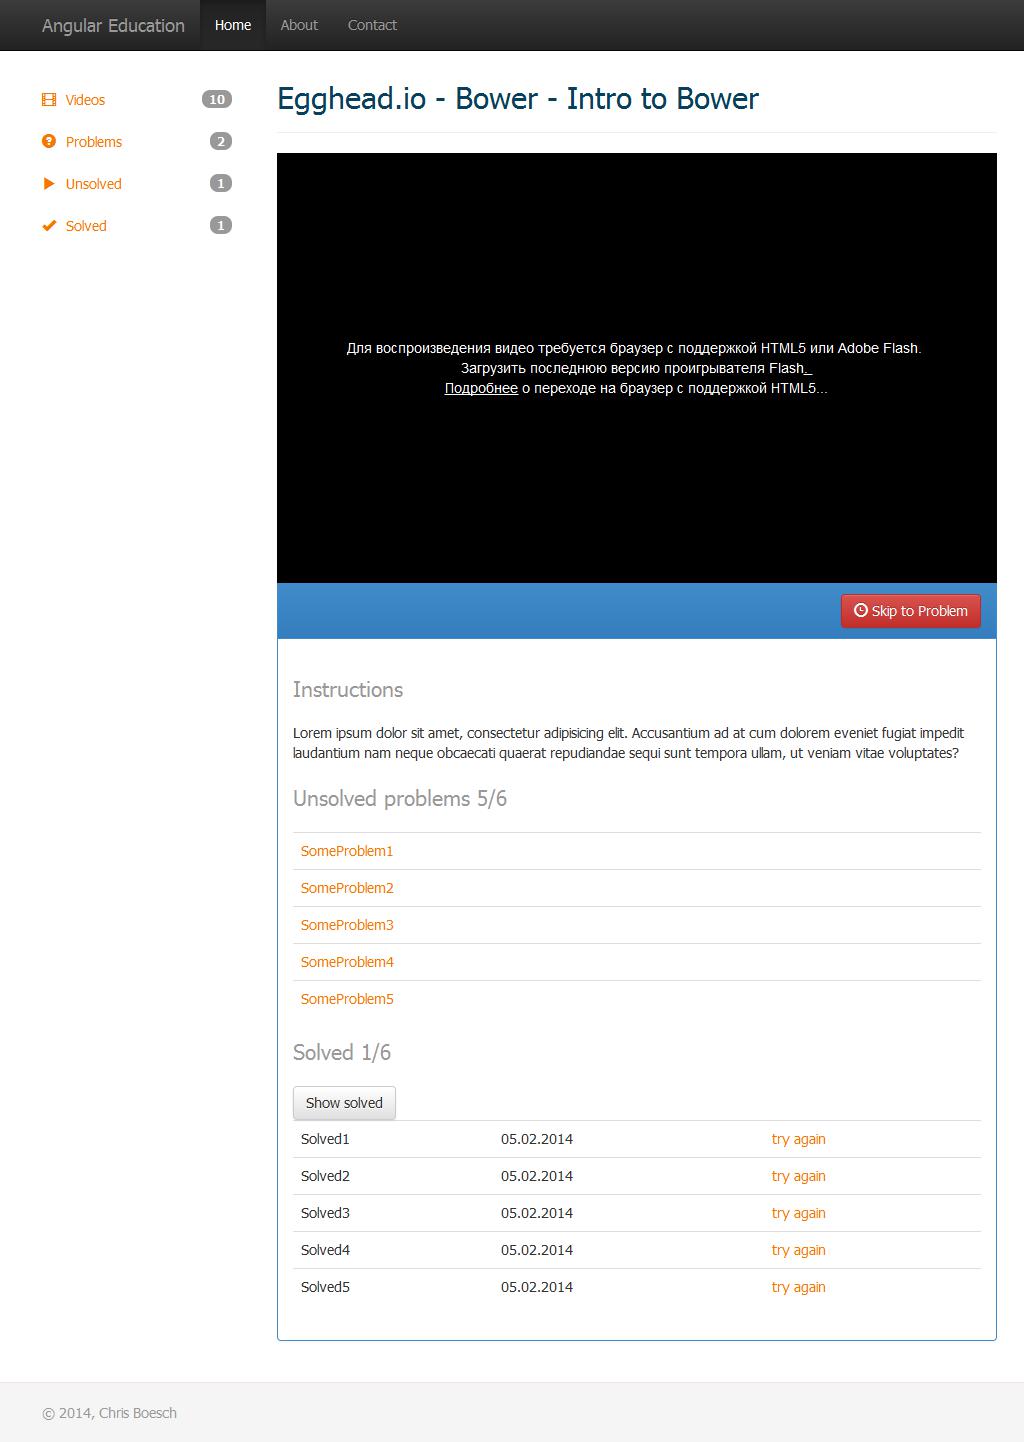 Angular Education Home About Contact
Videos 10
Problems 2
Unsolved 1
Solved 1
Egghead.io - Bower - Intro to Bower
Для воспроизведения видео требуется браузер с поддержкой HTML5 или Adobe Flash.
Загрузить последнюю версию проигрывателя Flash.
Подробнее о переходе на браузер с поддержкой HTML5...
Skip to Problem
Instructions
Lorem ipsum dolor sit amet, consectetur adipisicing elit. Accusantium ad at cum dolorem eveniet fugiat impedit
laudantium nam neque obcaecati quaerat repudiandae sequi sunt tempora ullam, ut veniam vitae voluptates?
Unsolved problems 5/6
SomeProblem1
SomeProblem2
SomeProblem3
SomeProblem4
SomeProblem5
Solved 1/6
Show solved
Solved1 05.02.2014 try again
Solved2 05.02.2014 try again
Solved3 05.02.2014 try again
Solved4 05.02.2014 try again
Solved5 05.02.2014 try again
© 2014, Chris Boesch